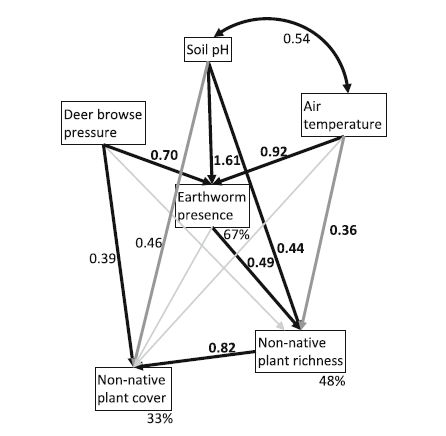 0.54
Soil pH
Deer browse
pressure
Air
temperature
0.70
1.61
0.92
Earthworm
presence
67%
0.46
0.39
0.49
0.44
0.36
0.82
Non-native
plant richness
48%
Non-native
plant cover
33%